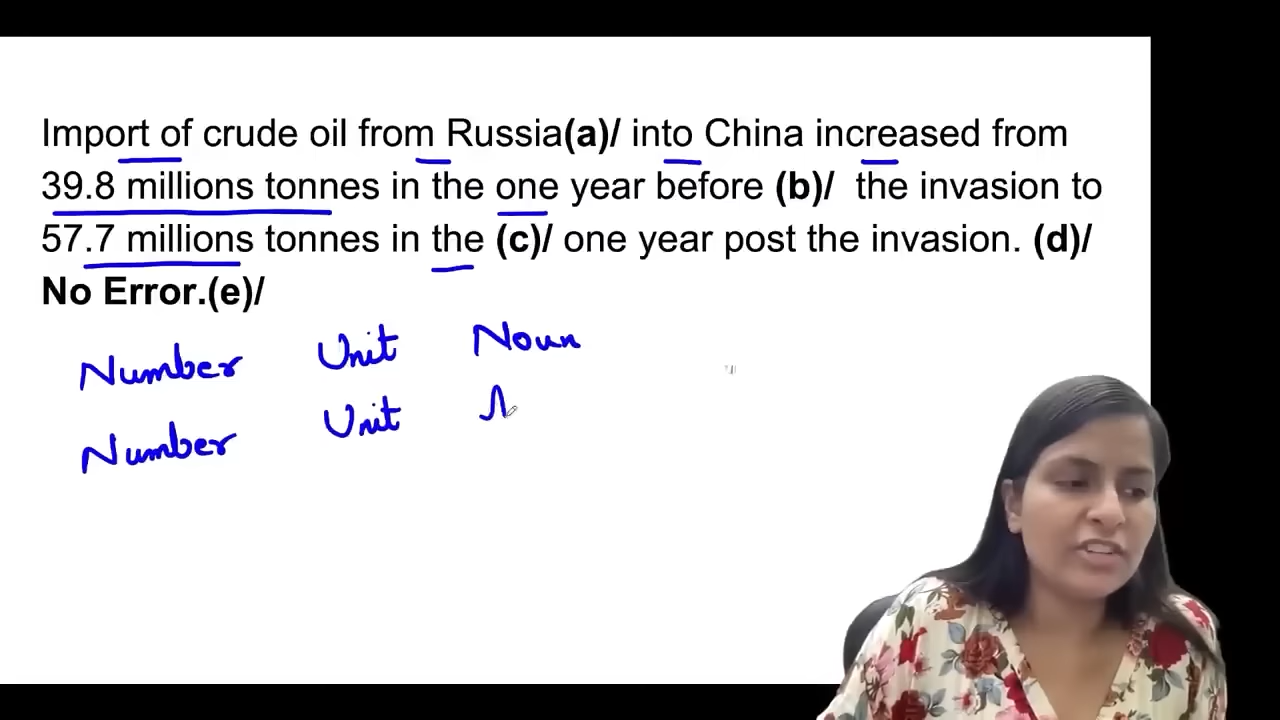 Import of crude oil from Russia(a)/ into China increased from
39.8 millions tonnes in the one year before (b)/ the invasion to
57.7 millions tonnes in the (c)/ one year post the invasion. (d)/
No Error.(e)/
Number Unit Noun
Number Unit